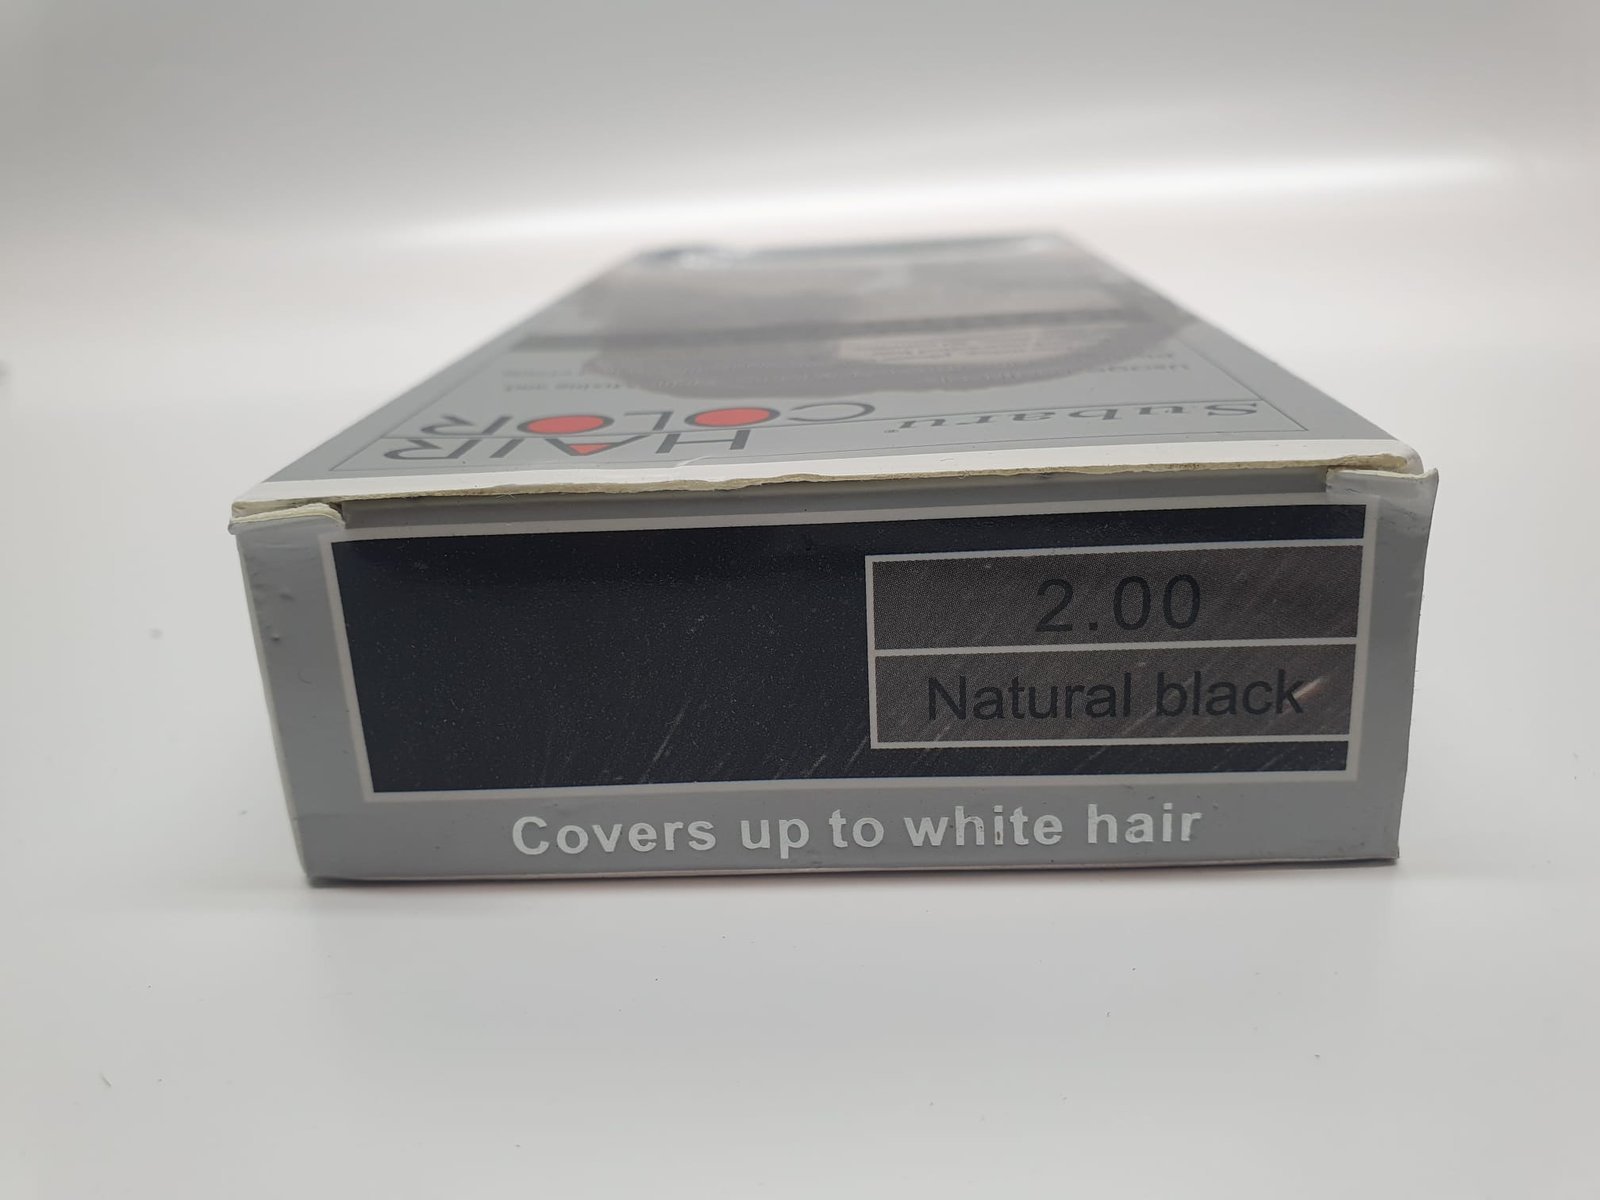 Subaru
HAIR
COLOR
2.00
Natural black
Covers up to white hair